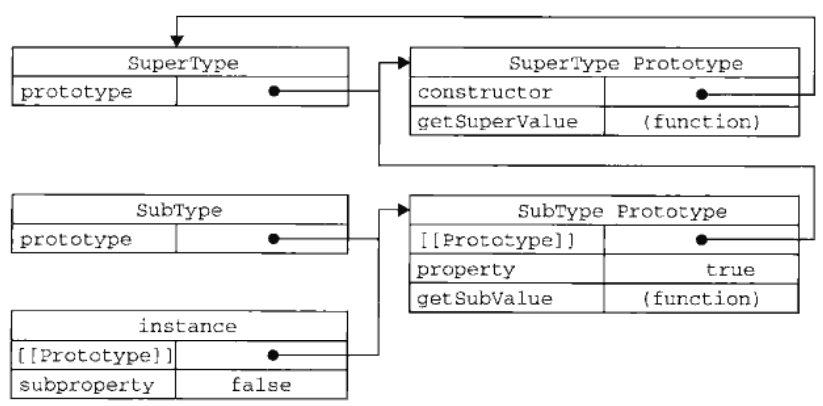 SuperType
prototype
SuperType Prototype
constructor
getSuperValue (function)
SubType
prototype
SubType Prototype
[[Prototype]]
property true
getSubValue (function)
instance
[[Prototype]]
subproperty false